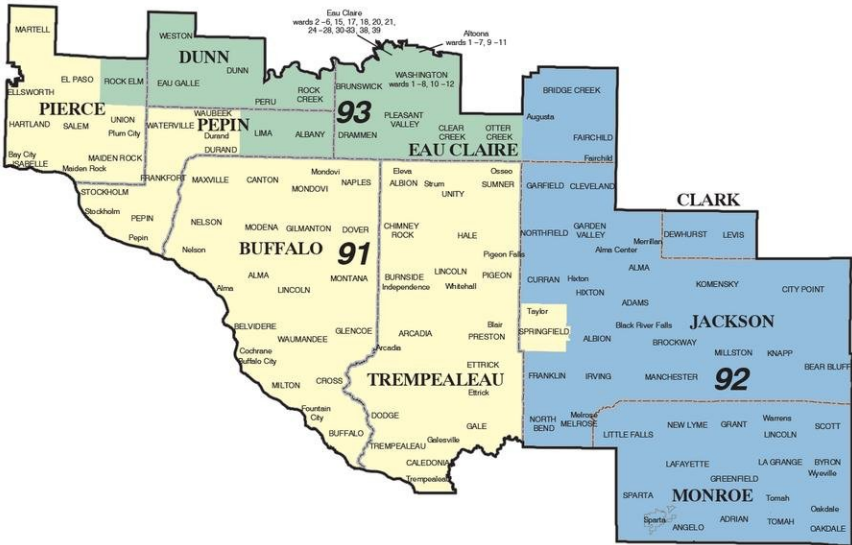 Eau Claire
wards 2 –6, 15, 17, 18, 20, 21,
24 –28, 30-33, 38, 39
Altoona
wards 1 –7, 9 –11
MARTELL
WESTON
DUNN
DUNN
EL PASO
ROCK ELM
EAU GALLE
ELLSWORTH
PIERCE
HARTLAND
SALEM
UNION
Plum City
PERU
ROCK CREEK
BRUNSWICK
WASHINGTON
wards 1 –8, 10 –12
93
WAUBEEK
WATERVILLE
PEPIN
Durand
DURAND
LIMA
ALBANY
DRAMMEN
PLEASANT VALLEY
CLEAR CREEK
OTTER CREEK
EAU CLAIRE
BRIDGE CREEK
Augusta
FAIRCHILD
Fairchild
Bay City
ISABELLE
MAIDEN ROCK
Maiden Rock
FRANKFORT
STOCKHOLM
Stockholm
PEPIN
Pepin
MAXVILLE
CANTON
Mondovi
MONDOVI
NAPLES
Eleva
ALBION
Strum
UNITY
Osseo
SUMNER
GARFIELD
CLEVELAND
CLARK
NELSON
Nelson
MODENA
GILMANTON
DOVER
CHIMNEY ROCK
HALE
NORTHFIELD
GARDEN VALLEY
Alma Center
Merrillan
DEWHURST
LEVIS
BUFFALO
91
Pigeon Falls
PIGEON
ALMA
Alma
LINCOLN
MONTANA
BURNSIDE
Independence
LINCOLN
Whitehall
CURRAN
Hixton
HIXTON
ALMA
KOMENSKY
CITY POINT
ADAMS
Taylor
SPRINGFIELD
BELVIDERE
WAUMANDEE
GLENCOE
Cochrane
Buffalo City
Arcadia
ARCADIA
Blair
PRESTON
Black River Falls
JACKSON
ALBION
BROCKWAY
MILLSTON
KNAPP
BEAR BLUFF
ETTRICK
Ettrick
TREMPEALEAU
FRANKLIN
IRVING
MANCHESTER
92
MILTON
CROSS
Fountain City
BUFFALO
DODGE
TREMPEALEAU
GALE
Galesville
CALEDONIA
Trempealeau
NORTH BEND
Melrose
MELROSE
LITTLE FALLS
NEW LYME
GRANT
Warrens
LINCOLN
SCOTT
LAFAYETTE
LA GRANGE
BYRON
Wyeville
GREENFIELD
SPARTA
MONROE
Tomah
Oakdale
Sparta
ANGELO
ADRIAN
TOMAH
OAKDALE